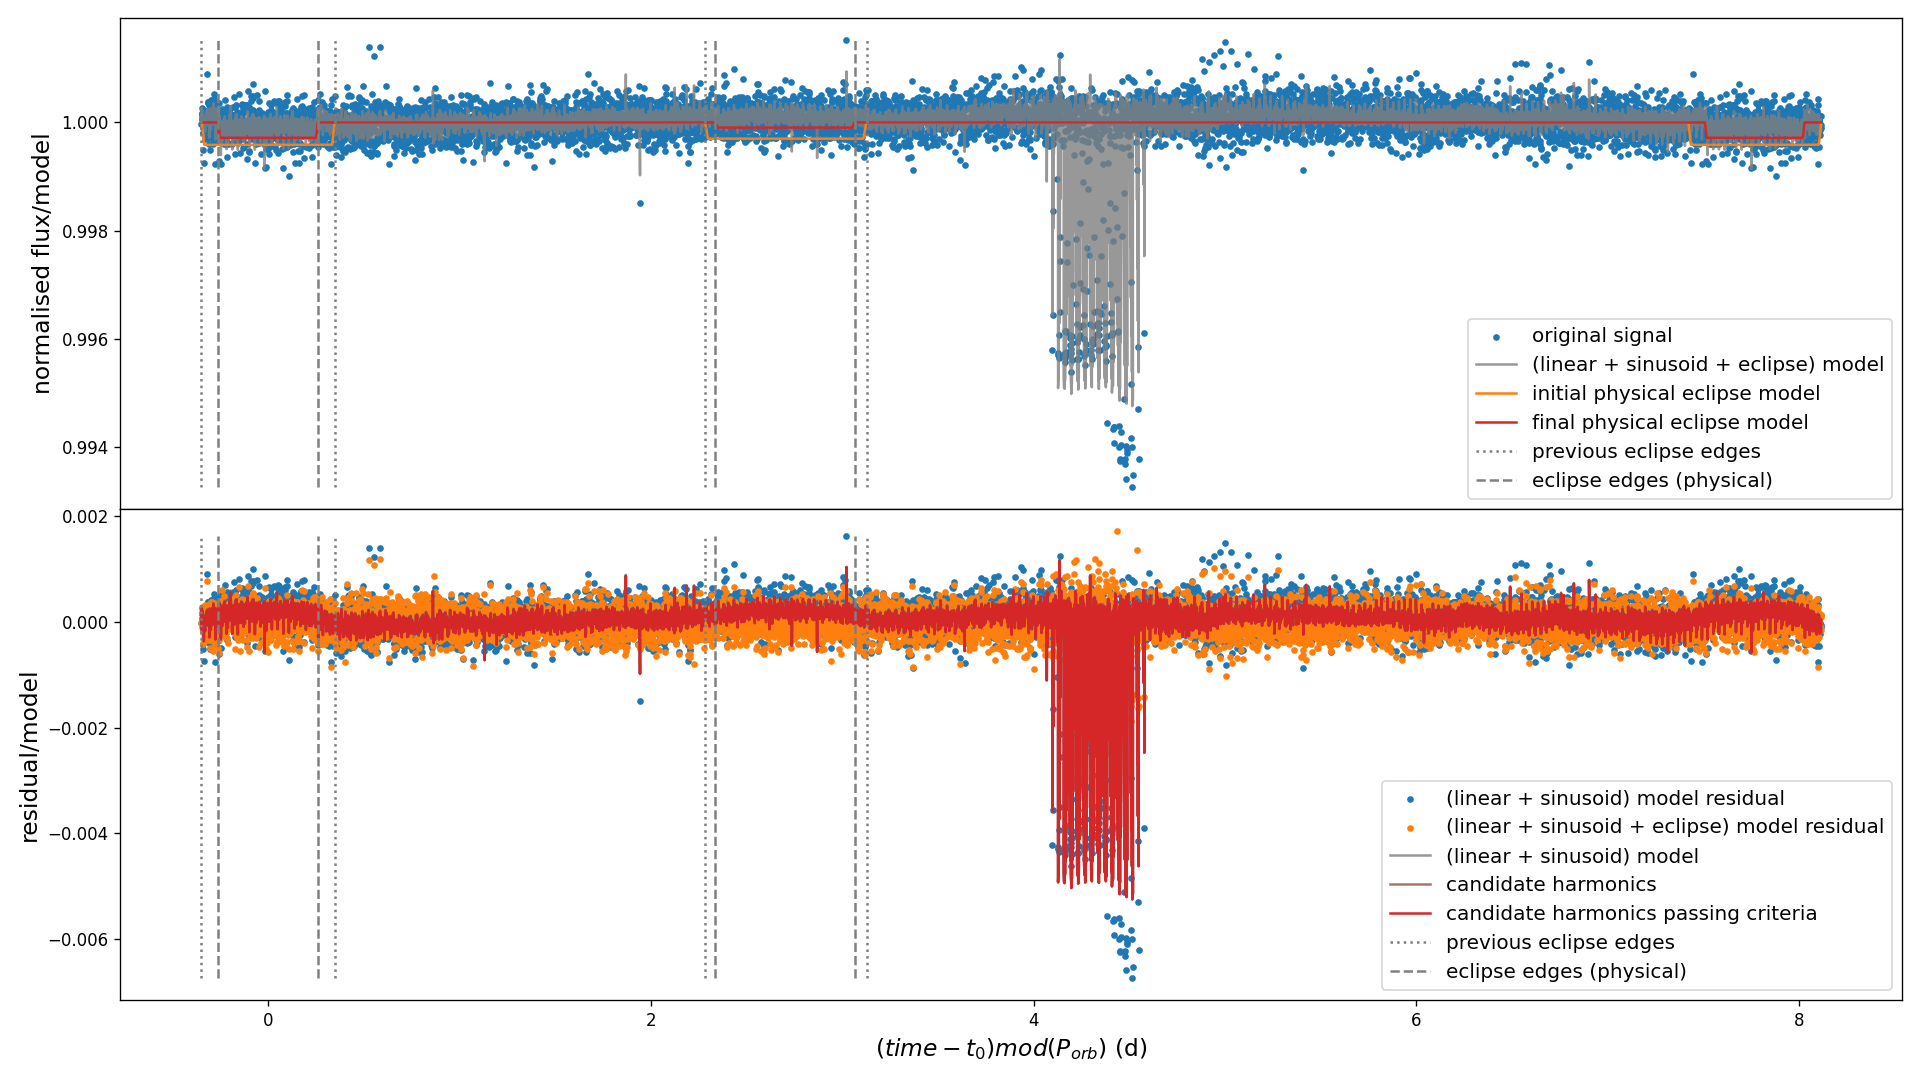 normalised flux/model
1.000
0.998
0.996
0.994
original signal
(linear + sinusoid + eclipse) model
initial physical eclipse model
final physical eclipse model
previous eclipse edges
eclipse edges (physical)
residual/model
0.002
0.000
−0.002
−0.004
−0.006
(linear + sinusoid) model residual
(linear + sinusoid + eclipse) model residual
(linear + sinusoid) model
candidate harmonics
candidate harmonics passing criteria
previous eclipse edges
eclipse edges (physical)
0 2 4 6 8
(time − t₀)mod(P_orb) (d)